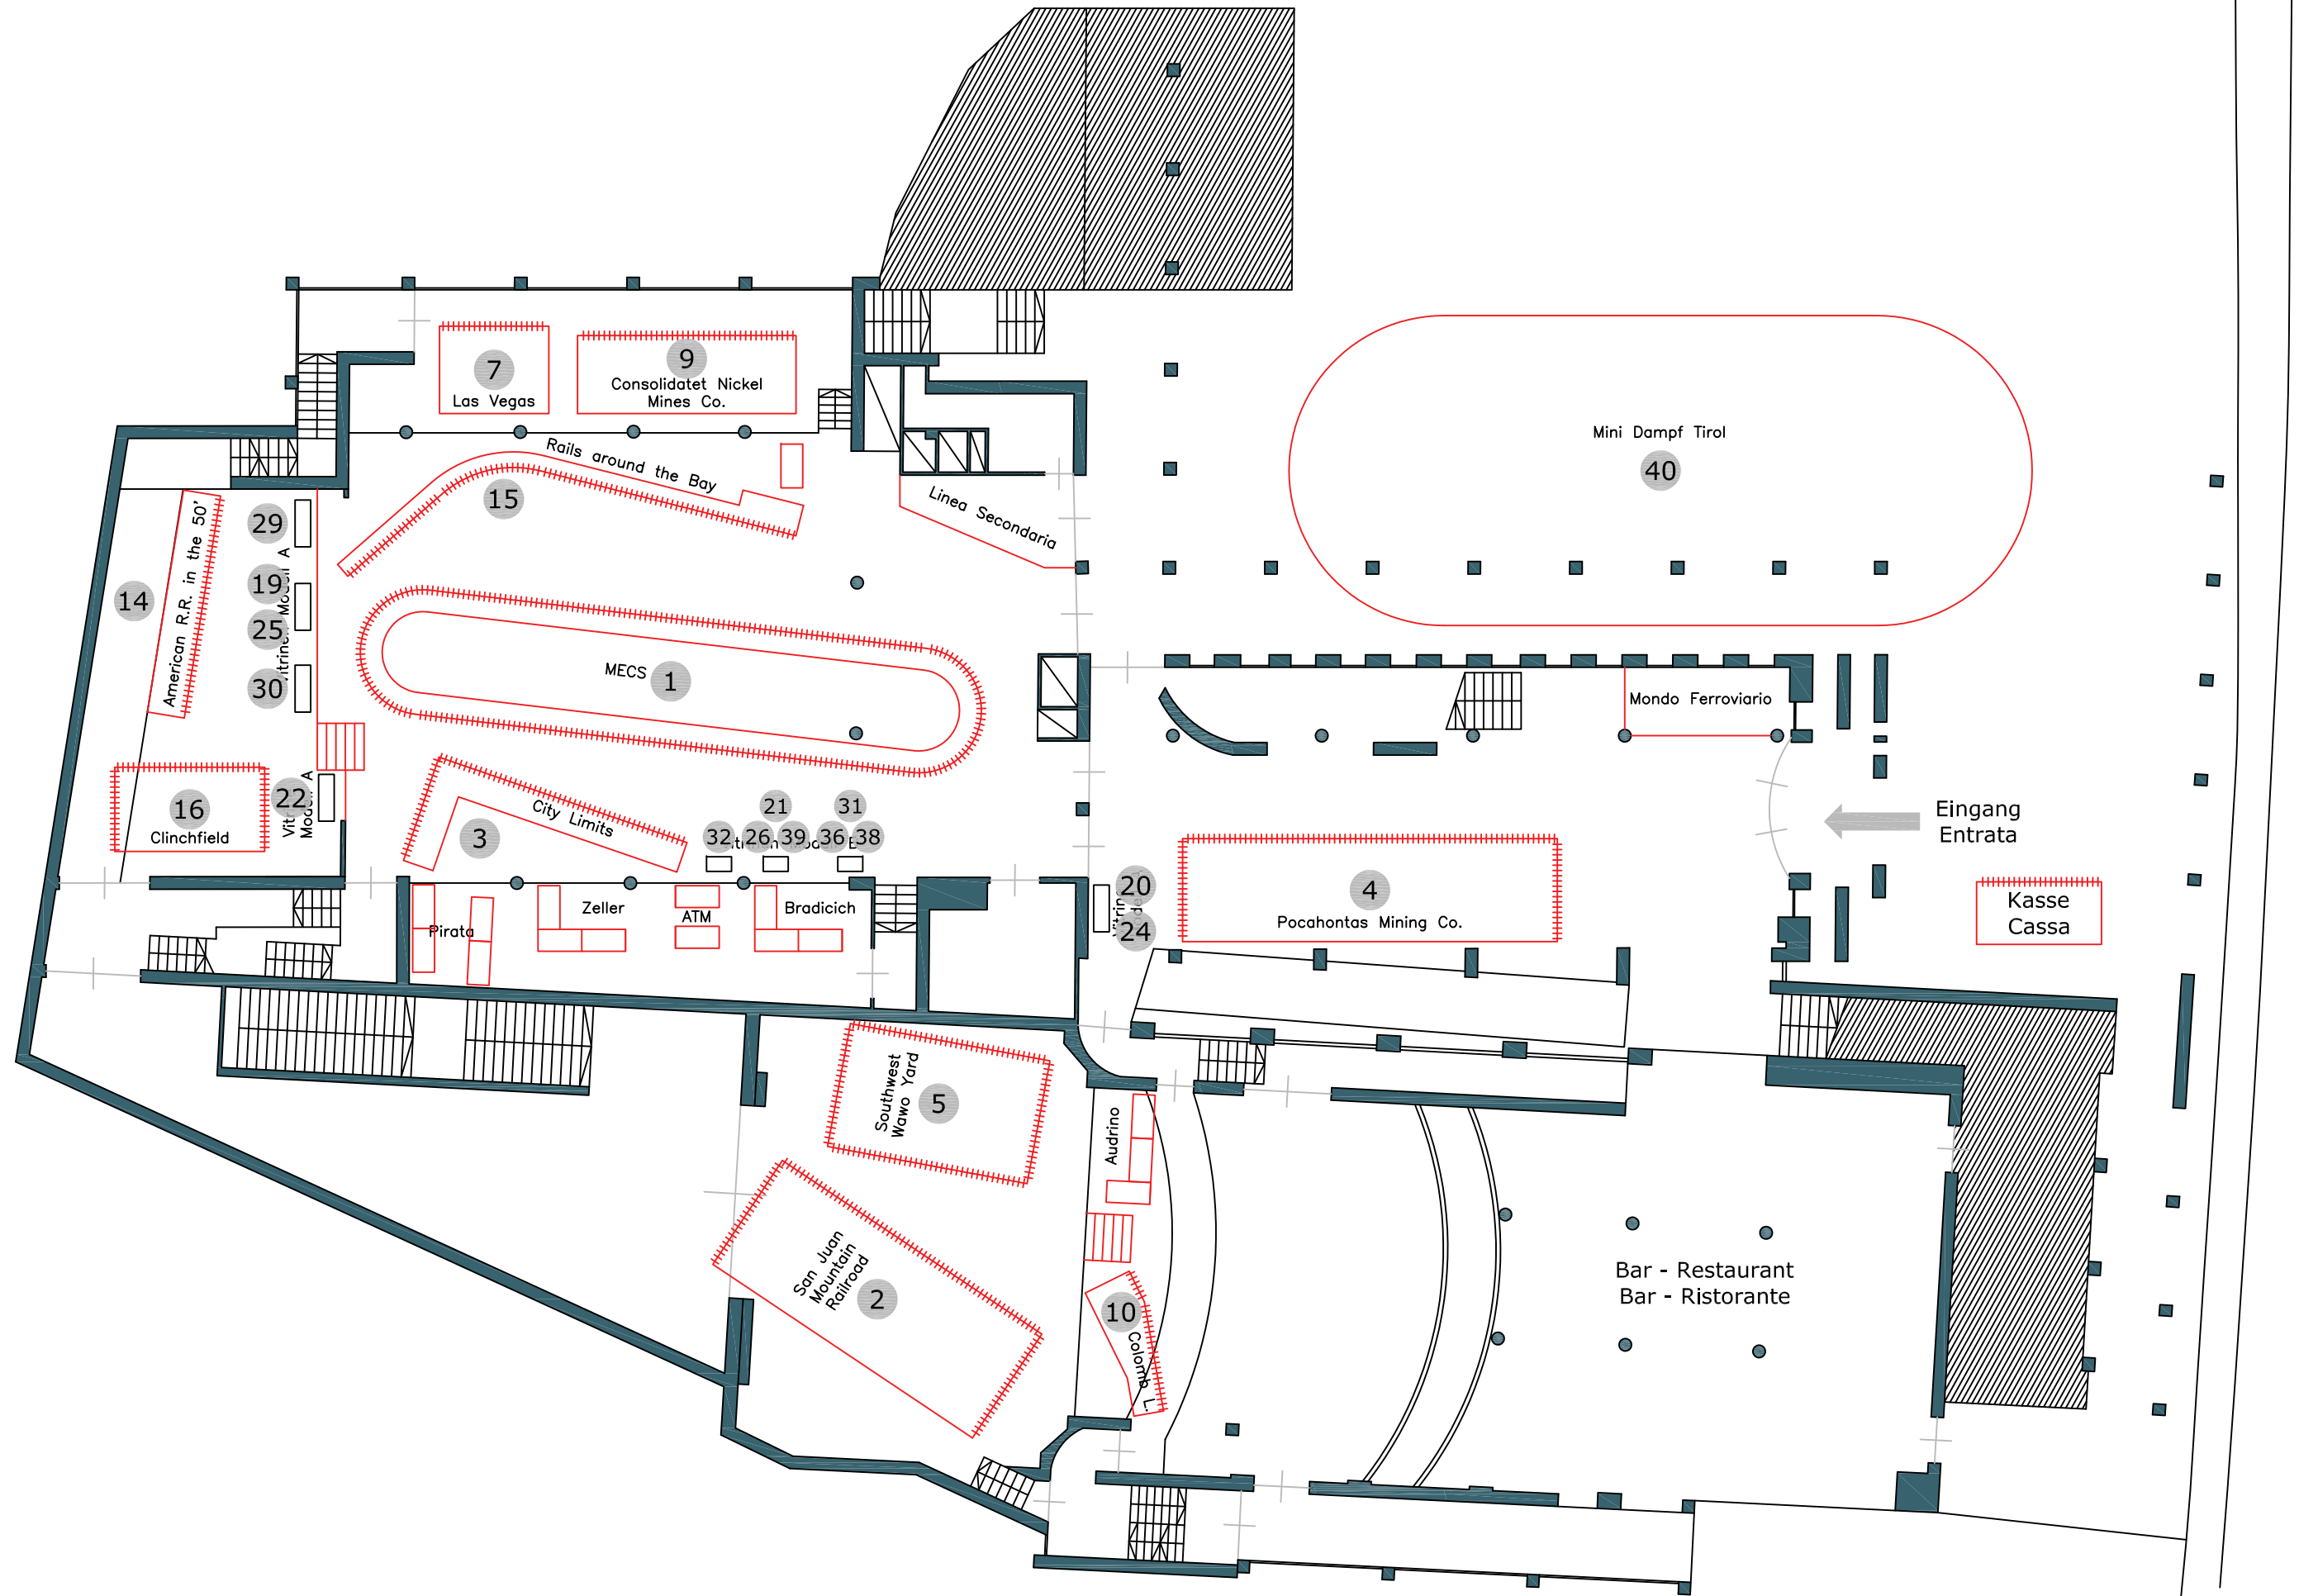 7
Las Vegas
9
Consolidatet Nickel
Mines Co.
Rails around the Bay
15
Linea Secondaria
Mini Dampf Tirol
40
14
American R.R. in the 50'
29
19
25
30
A
MECS
1
Mondo Ferroviario
Eingang
Entrata
Kasse
Cassa
16
Clinchfield
22
A
3
City Limits
21
31
32
26
39
36
38
20
24
4
Pocahontas Mining Co.
Pirata
Zeller
ATM
Bradicich
Southwest
Wawo Yard
5
Audrino
San Juan
Mountain
Railroad
2
10
Colomb L.
Bar - Restaurant
Bar - Ristorante